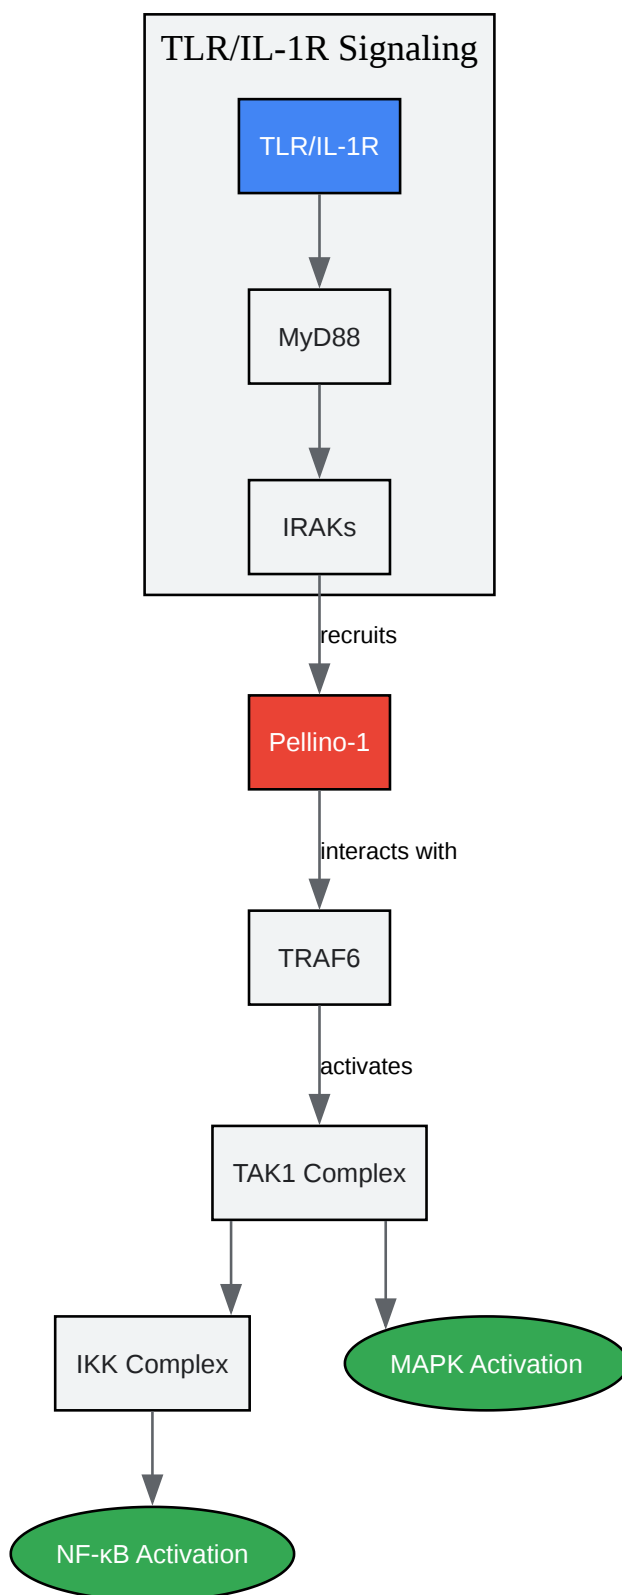 TLR/IL-1R Signaling
TLR/IL-1R
MyD88
IRAKs
recruits
Pellino-1
interacts with
TRAF6
activates
TAK1 Complex
IKK Complex
MAPK Activation
NF-κB Activation